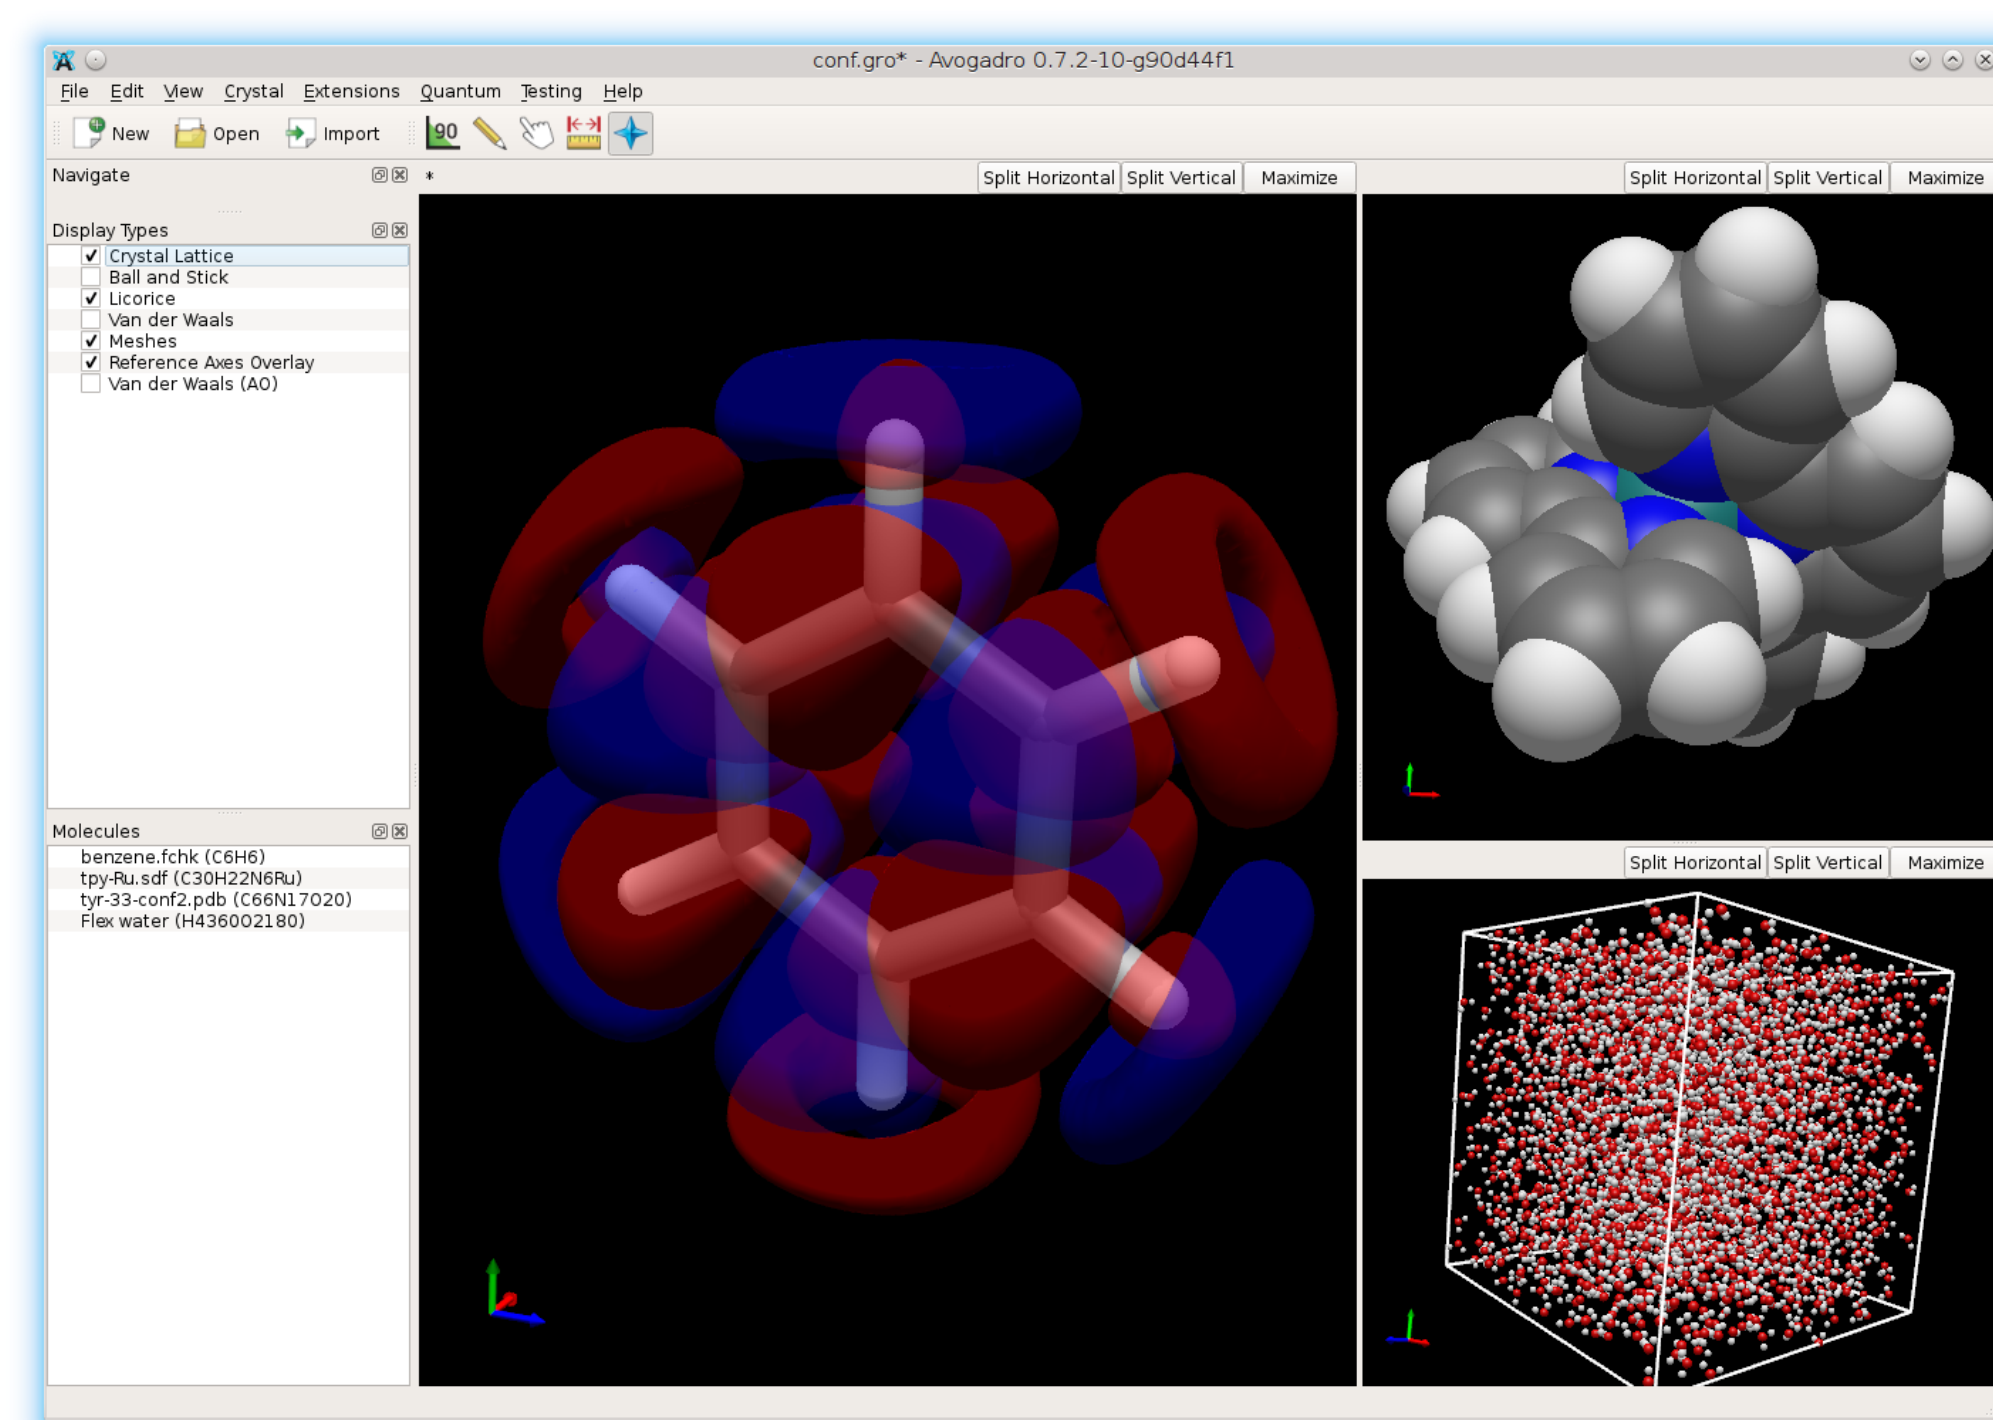 conf.gro* - Avogadro 0.7.2-10-g90d44f1
File Edit View Crystal Extensions Quantum Testing Help
New Open Import 90
Navigate
* Split Horizontal Split Vertical Maximize
Split Horizontal Split Vertical Maximize
Display Types
Crystal Lattice
Ball and Stick
Licorice
Van der Waals
Meshes
Reference Axes Overlay
Van der Waals (AO)
Molecules
benzene.fchk (C6H6)
tpy-Ru.sdf (C30H22N6Ru)
tyr-33-conf2.pdb (C66N17O20)
Flex water (H4360O2180)
Split Horizontal Split Vertical Maximize